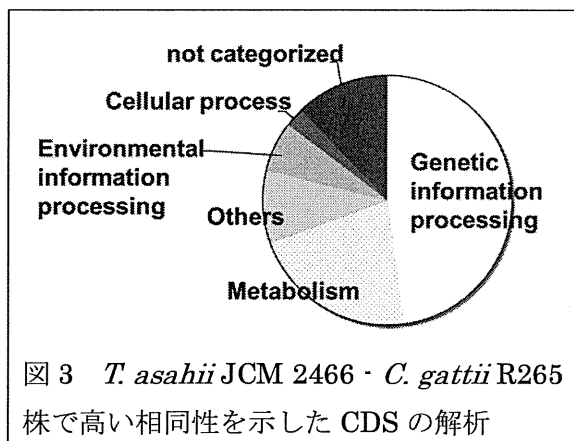 not categorized
Cellular process
Environmental
information
processing
Others
Metabolism
Genetic
information
processing
図 3 T. asahii JCM 2466 · C. gattii R265
株で高い相同性を示した CDS の解析